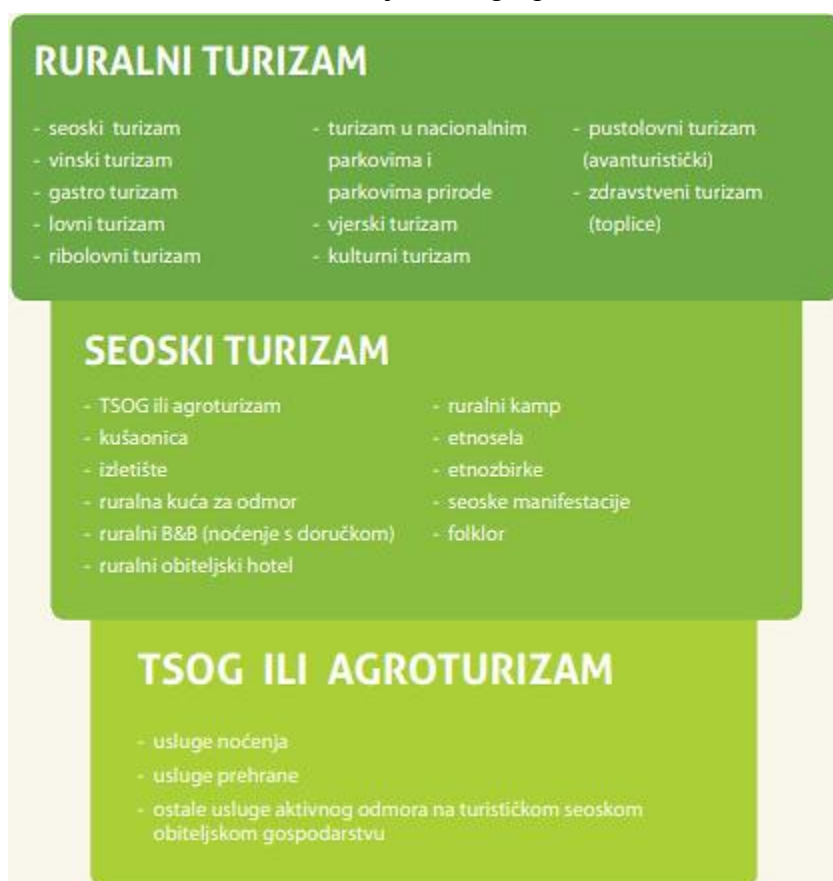 RURALNI TURIZAM
- seoski turizam
- vinski turizam
- gastro turizam
- lovni turizam
- ribolovni turizam
- turizam u nacionalnim
parkovima i
parkovima prirode
- vjerski turizam
- kulturni turizam
- pustolovni turizam
(avanturistički)
- zdravstveni turizam
(toplice)
SEOSKI TURIZAM
- TSOG ili agroturizam
- kušaonica
- izletište
- ruralna kuća za odmor
- ruralni B&B (noćenje s doručkom)
- ruralni obiteljski hotel
- ruralni kamp
- etnosela
- etnozbirke
- seoske manifestacije
- folklor
TSOG ILI AGROTURIZAM
- usluge noćenja
- usluge prehrane
- ostale usluge aktivnog odmora na turističkom seoskom
obiteljskom gospodarstvu